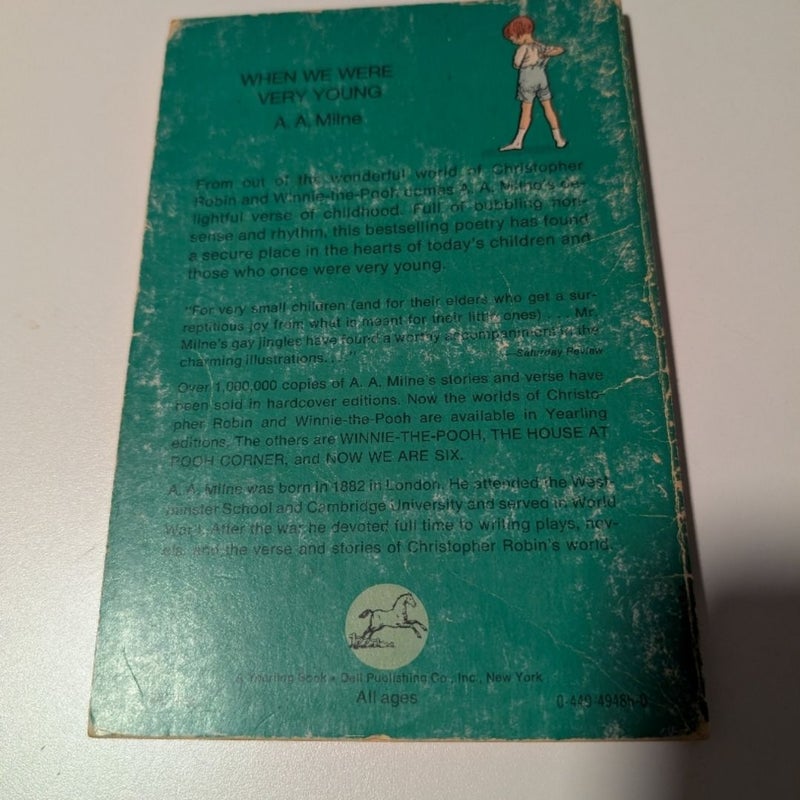 WHEN WE WERE
VERY YOUNG
A. A. Milne
From out of the wonderful world of Christopher
Robin and Winnie-the-Pooh comes A. A. Milne's de-
lightful verse of childhood. Full of bubbling non-
sense and rhythm, this bestselling poetry has found
a secure place in the hearts of today's children and
those who once were very young.
"For very small children (and for their elders who get a sur-
reptitious joy from what is meant for their little ones) . . . Mr.
Milne's gay jingles have found a worthy accompaniment in the
charming illustrations. . . ."
—Saturday Review
Over 1,000,000 copies of A. A. Milne's stories and verse have
been sold in hardcover editions. Now the worlds of Christo-
pher Robin and Winnie-the-Pooh are available in Yearling
editions. The others are WINNIE-THE-POOH, THE HOUSE AT
POOH CORNER, and NOW WE ARE SIX.
A. A. Milne was born in 1882 in London. He attended the West-
minster School and Cambridge University and served in World
War I. After the war he devoted full time to writing plays, nov-
els, and the verse and stories of Christopher Robin's world.
A Yearling Book • Dell Publishing Co., Inc., New York
All ages
0-449-49485-0